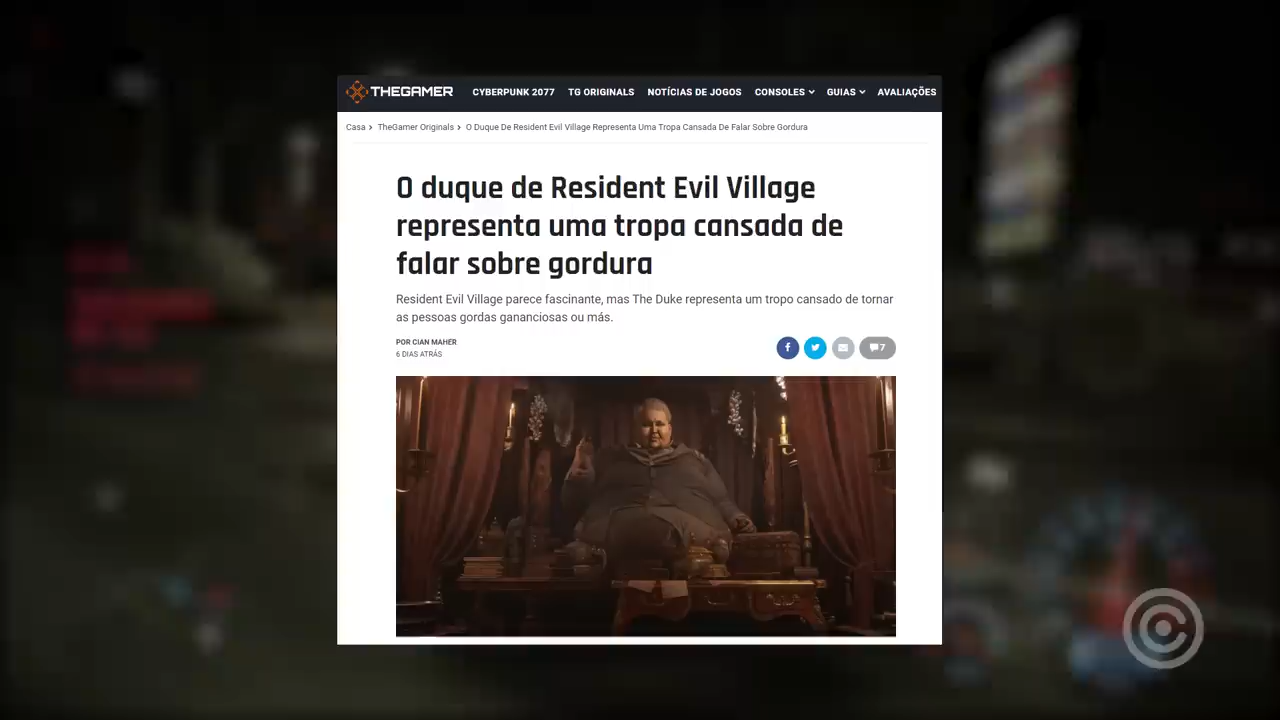 THEGAMER CYBERPUNK 2077 TG ORIGINALS NOTÍCIAS DE JOGOS CONSOLES GUIAS AVALIAÇÕES
Casa > TheGamer Originals > O Duque De Resident Evil Village Representa Uma Tropa Cansada De Falar Sobre Gordura
O duque de Resident Evil Village
representa uma tropa cansada de
falar sobre gordura
Resident Evil Village parece fascinante, mas The Duke representa um tropo cansado de tornar
as pessoas gordas gananciosas ou más.
POR CIAN MAHER
6 DIAS ATRÁS
7